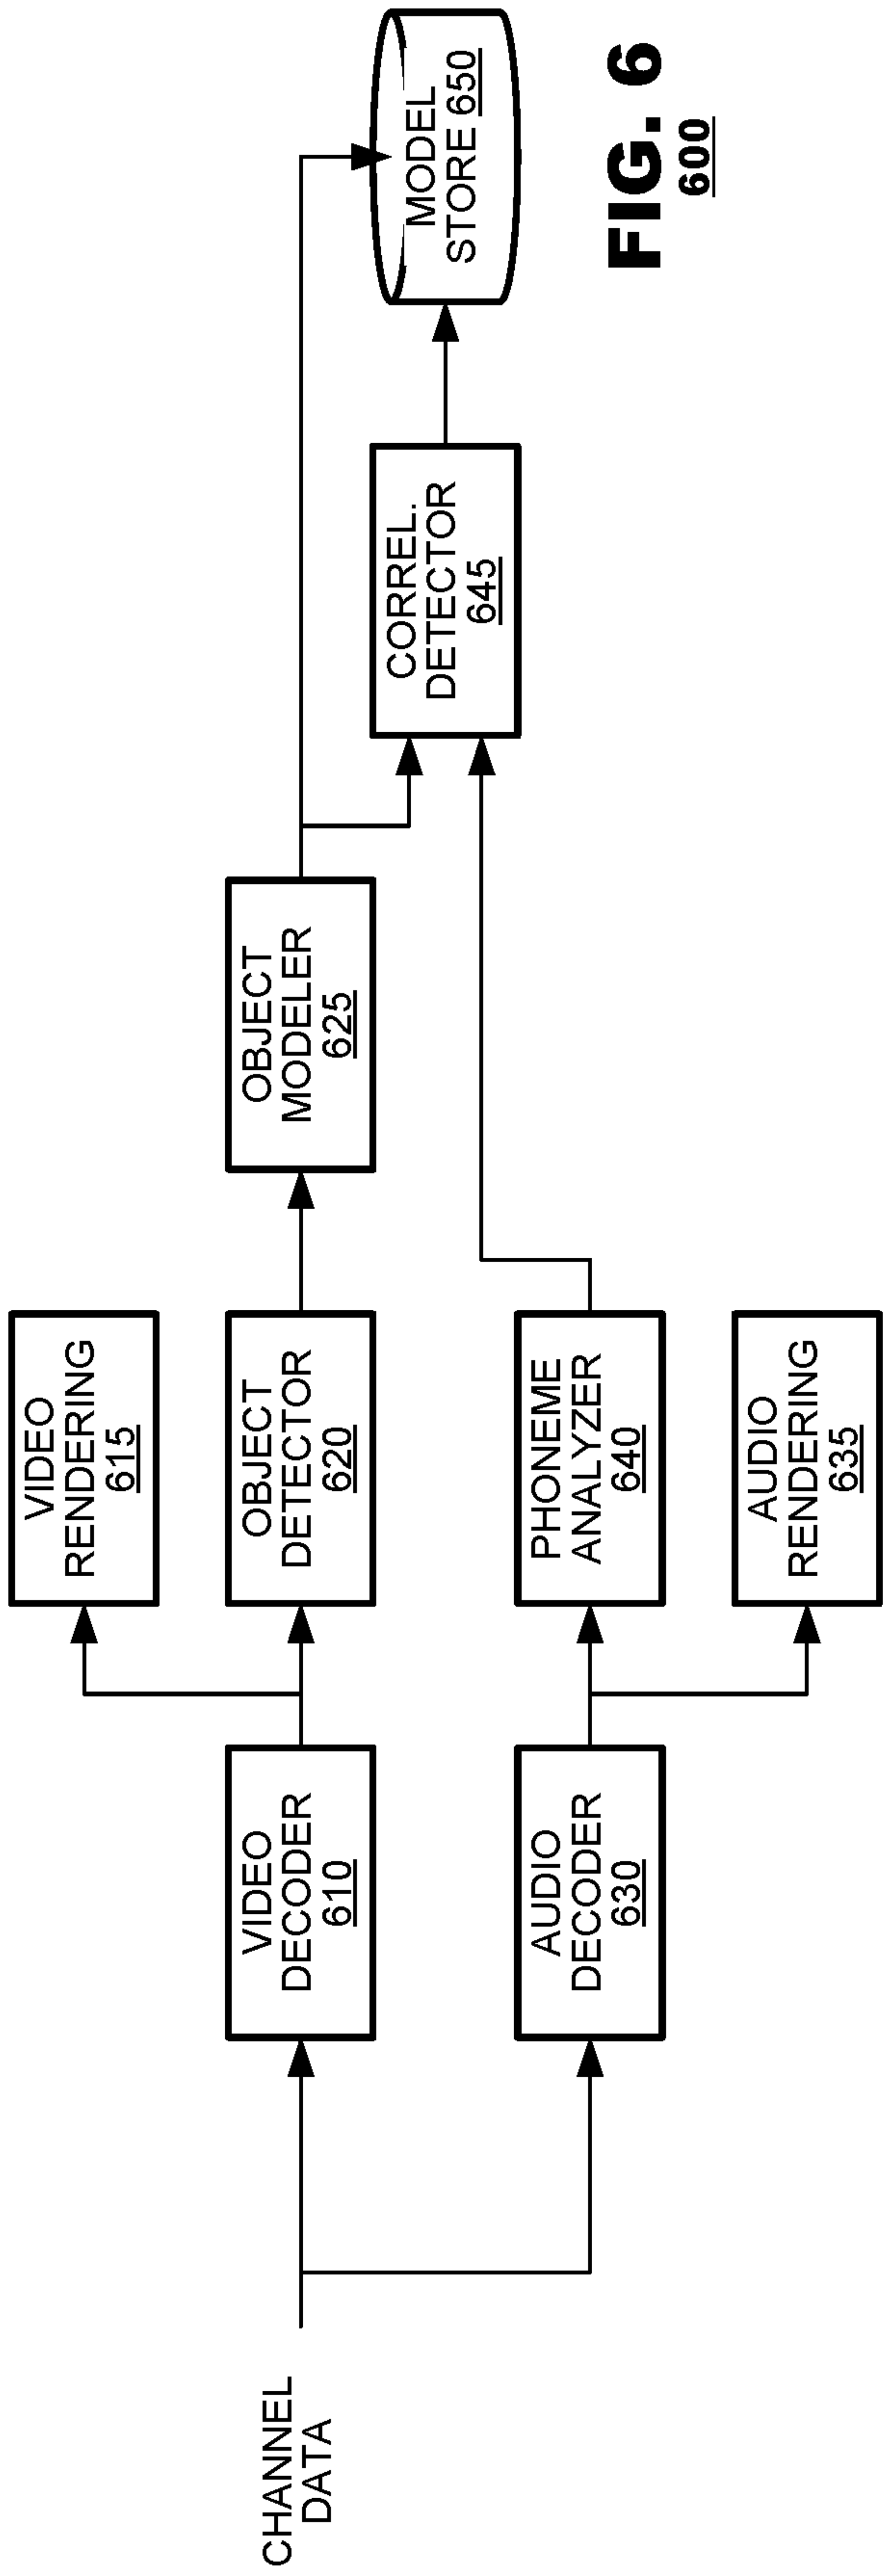 CHANNEL
DATA
VIDEO
DECODER
610
AUDIO
DECODER
630
VIDEO
RENDERING
615
OBJECT
DETECTOR
620
PHONEME
ANALYZER
640
AUDIO
RENDERING
635
OBJECT
MODELER
625
CORREL.
DETECTOR
645
MODEL
STORE 650
FIG. 6
600